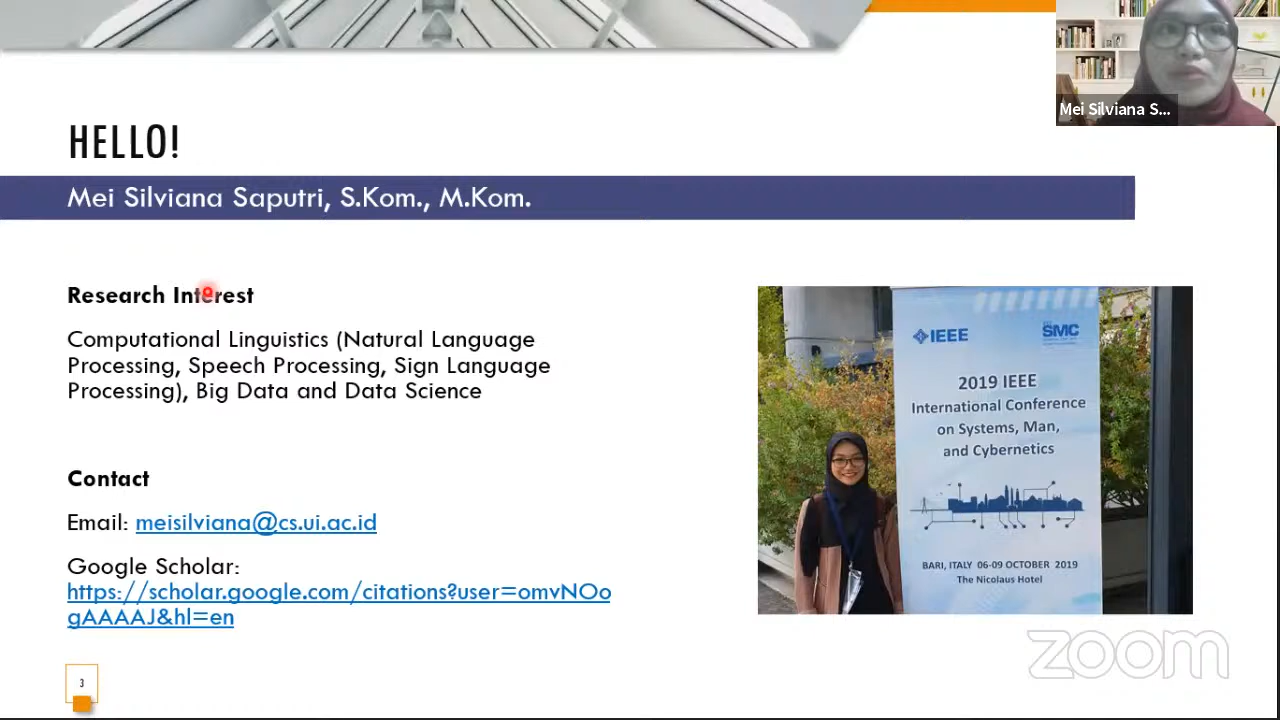 Mei Silviana S...
HELLO!
Mei Silviana Saputri, S.Kom., M.Kom.
Research Interest
Computational Linguistics (Natural Language
Processing, Speech Processing, Sign Language
Processing), Big Data and Data Science
Contact
Email: meisilviana@cs.ui.ac.id
Google Scholar:
https://scholar.google.com/citations?user=omvNOo
gAAAAJ&hl=en
IEEE
SMC
2019 IEEE
International Conference
on Systems, Man,
and Cybernetics
BARI, ITALY 06-09 OCTOBER 2019
The Nicolaus Hotel
zoom
3